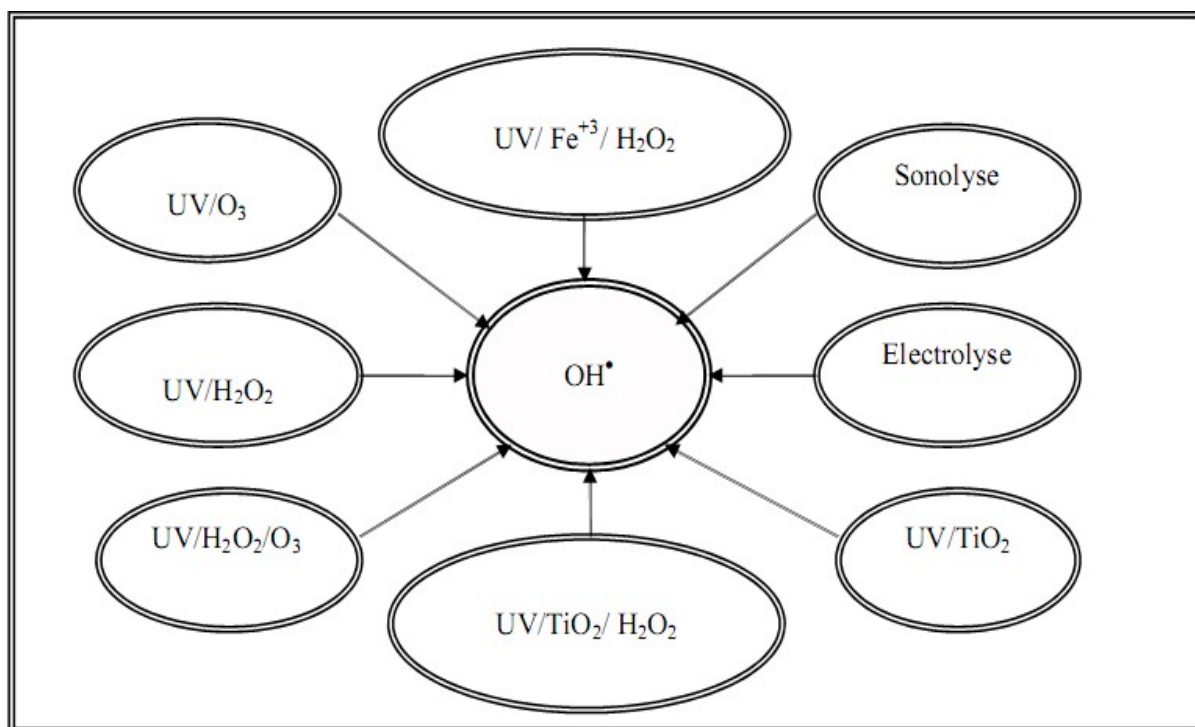 UV/ Fe⁺³/ H₂O₂
Sonolyse
UV/O₃
Electrolyse
OH•
UV/H₂O₂
UV/H₂O₂/O₃
UV/TiO₂
UV/TiO₂/ H₂O₂